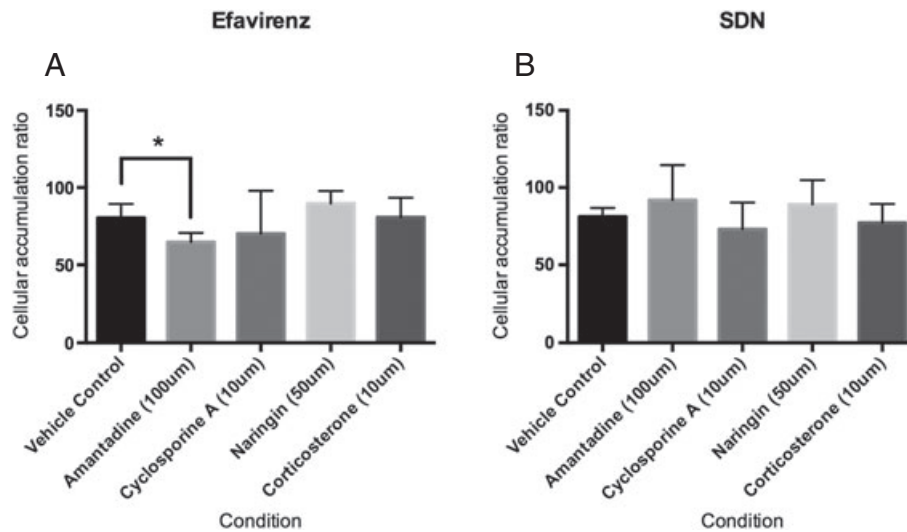 Efavirenz
A
Cellular accumulation ratio
150
100
50
0
*
Vehicle Control
Amantadine (100um)
Cyclosporine A (10um)
Naringin (50um)
Corticosterone (10um)
Condition
SDN
B
Cellular accumulation ratio
150
100
50
0
Vehicle Control
Amantadine (100um)
Cyclosporine A (10um)
Naringin (50um)
Corticosterone (10um)
Condition